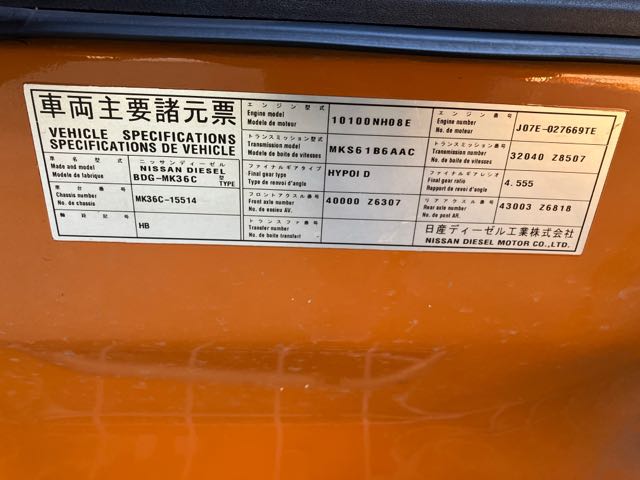 車両主要諸元票
VEHICLE SPECIFICATIONS
SPECIFICATIONS DE VEHICLE
車名型式
Made and model
Modele de fabrique
ニッサンディーゼル
NISSAN DIESEL
BDG-MK36C
型 TYPE
車台番号
Chassis number
No. de chassis
MK36C-15514
軸距記号
HB
エンジン型式
Engine model
Modele de moteur
10100NH08E
エンジン番号
Engine number
No. de moteur
J07E-027669TE
トランスミッション型式
Transmission model
Modele de boite de vitesses
MKS61B6AAC
トランスミッション番号
Transmission number
No. de boite de vitesses
32040 Z8507
ファイナルギアタイプ
Final gear type
Type de renvoi d'angle
HYPOI D
ファイナルギアレシオ
Final gear ratio
Rapport de renvoi d'angle
4.555
フロントアクスル番号
Front axle number
No. de essieu AV.
40000 Z6307
リアアクスル番号
Rear axle number
No. de pont AR.
43003 Z6818
トランスファ番号
Transfer number
No. de boite transfert
日産ディーゼル工業株式会社
NISSAN DIESEL MOTOR CO.,LTD.